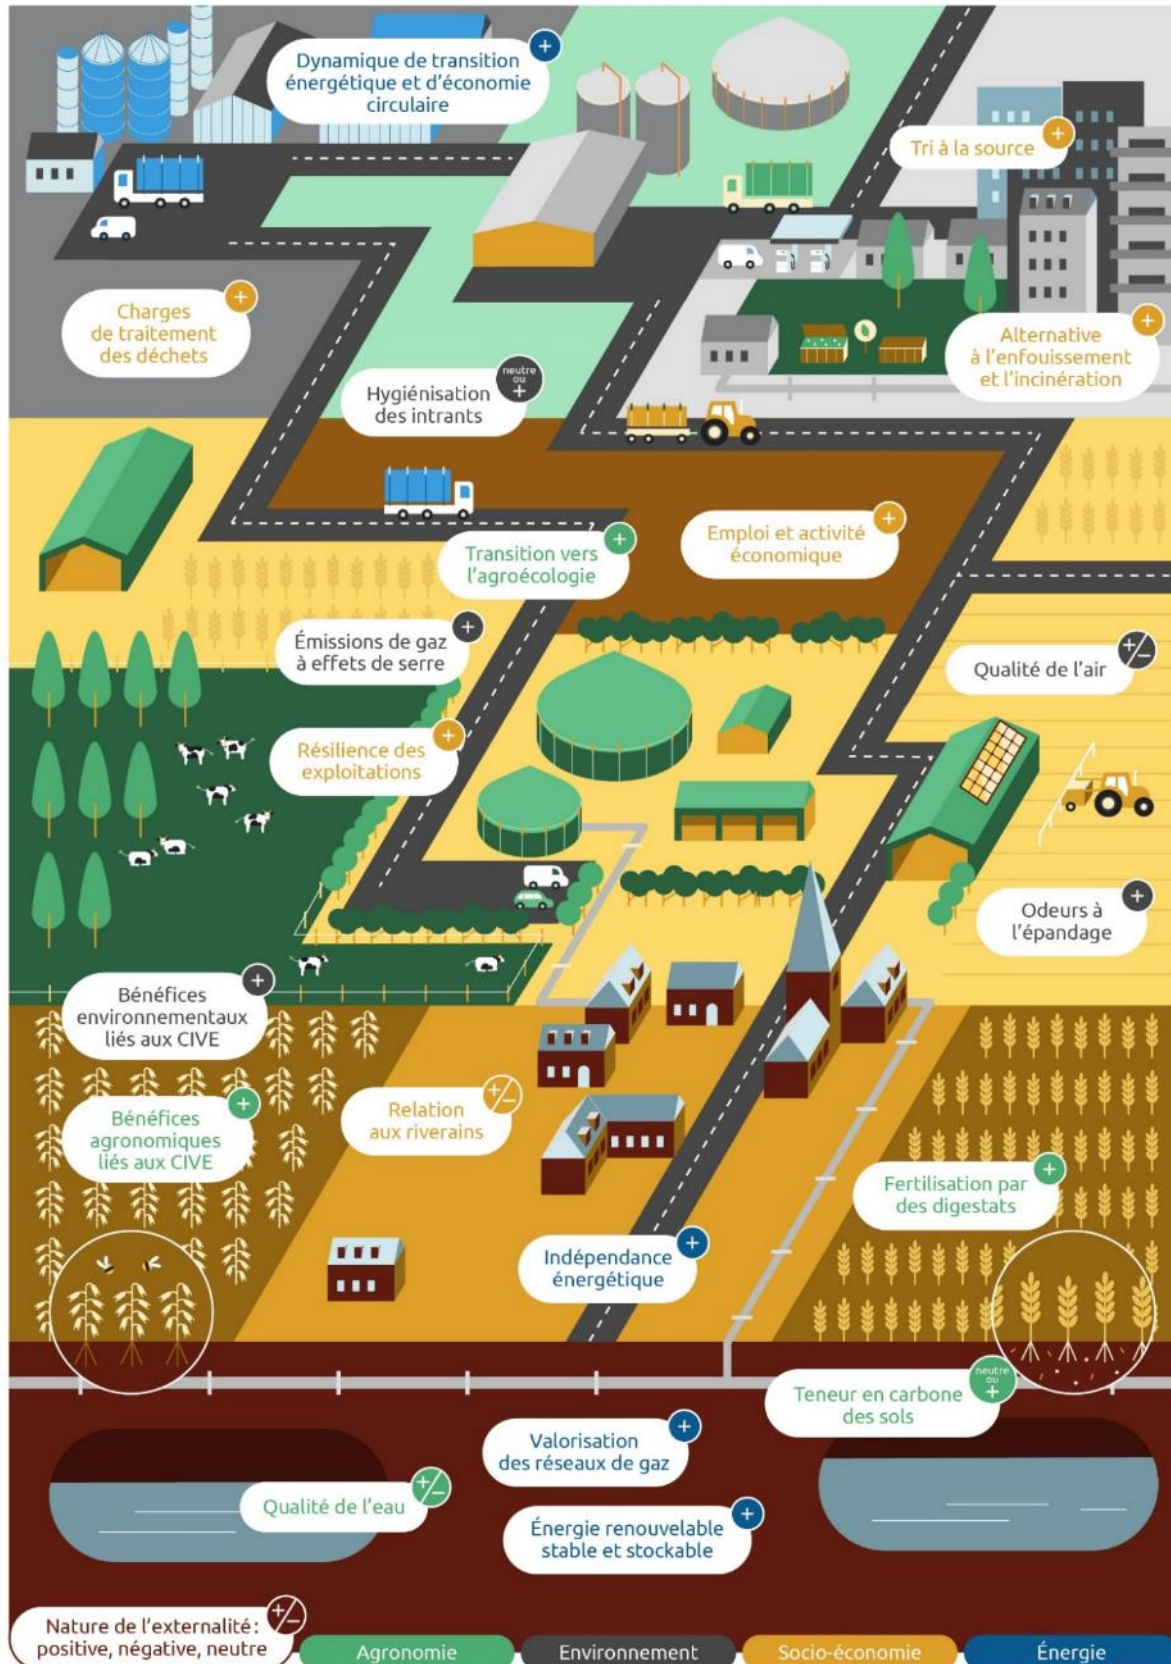 Dynamique de transition
énergétique et d'économie
circulaire
+
Tri à la source
+
Charges
de traitement
des déchets
+
Alternative
à l'enfouissement
et l'incinération
+
Hygiénisation
des intrants
neutre
ou
+
Transition vers
l'agroécologie
+
Emploi et activité
économique
+
Émissions de gaz
à effets de serre
+
Qualité de l'air
+/-
Résilience des
exploitations
+
Odeurs à
l'épandage
+
Bénéfices
environnementaux
liés aux CIVE
+
Bénéfices
agronomiques
liés aux CIVE
+
Relation
aux riverains
+/-
Fertilisation par
des digestats
+
Indépendance
énergétique
+
Teneur en carbone
des sols
neutre
ou
+
Valorisation
des réseaux de gaz
+
Qualité de l'eau
+/-
Énergie renouvelable
stable et stockable
+
Nature de l'externalité :
positive, négative, neutre
+/-
Agronomie
Environnement
Socio-économie
Énergie